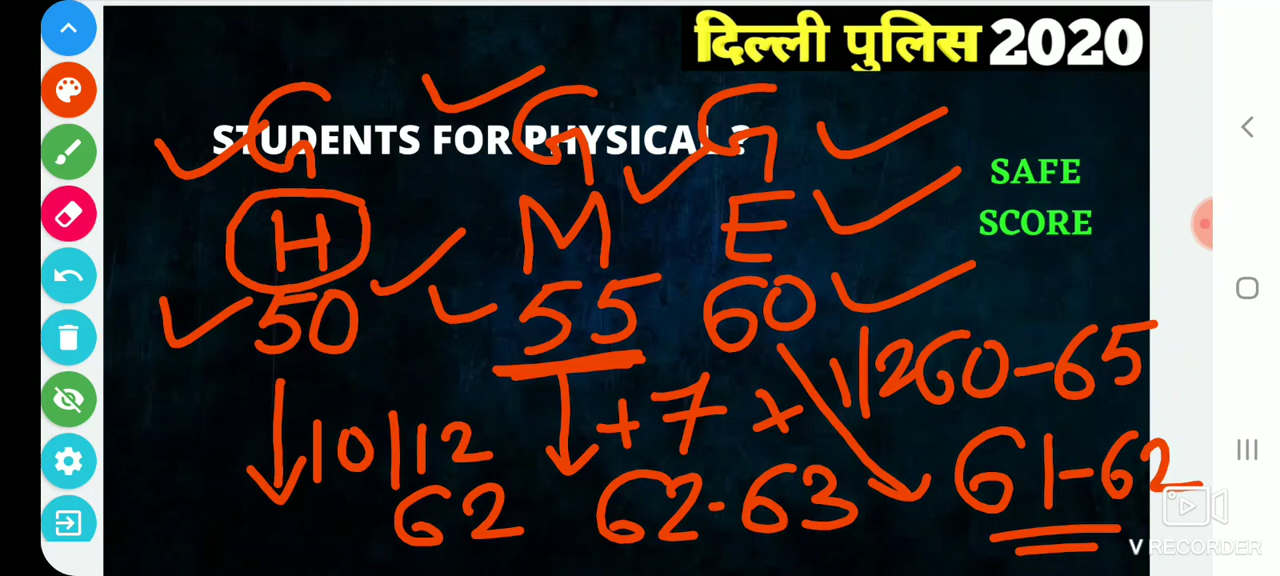 दिल्ली पुलिस 2020
STUDENTS FOR PHYSICAL ?
G G G
SAFE
SCORE
H M E
50 55 60
10/12 +7 60-65
62 62-63 61-62
V RECORDER